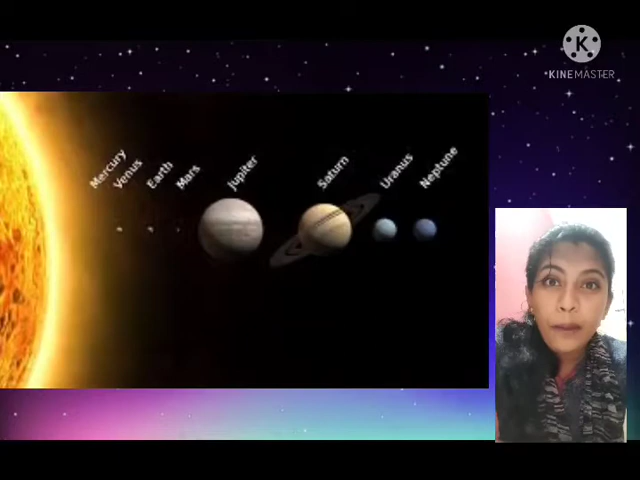 KINEMASTER
Mercury
Venus
Earth
Mars
Jupiter
Saturn
Uranus
Neptune